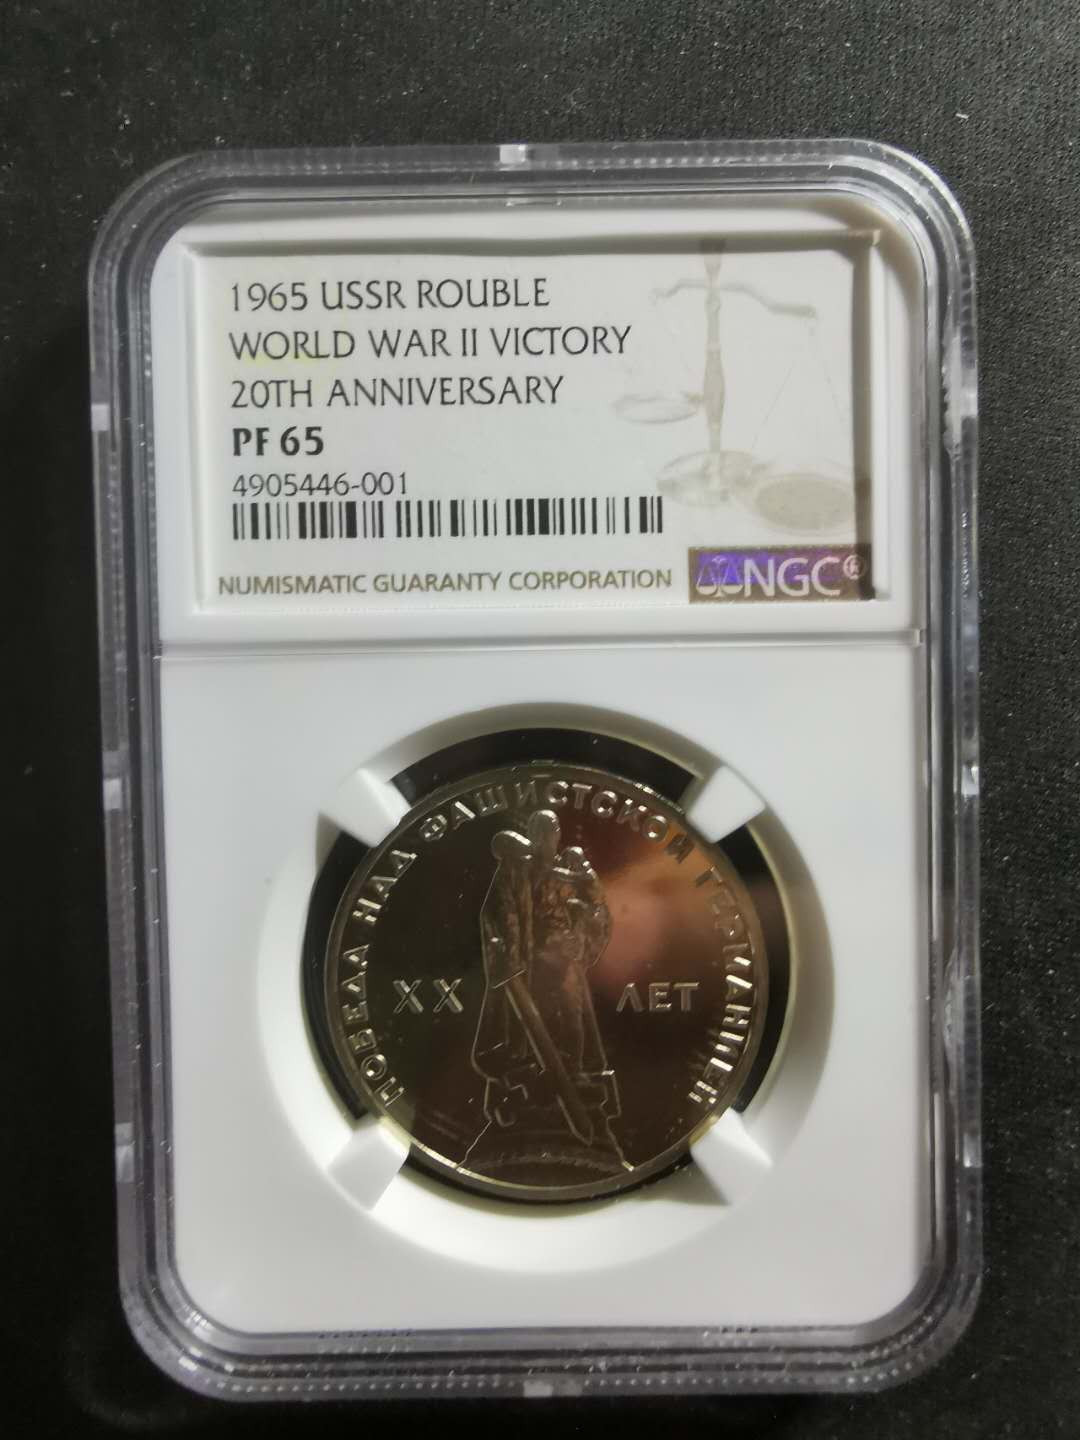 1965 USSR ROUBLE
WORLD WAR II VICTORY
20TH ANNIVERSARY
PF 65
4905446-001
NUMISMATIC GUARANTY CORPORATION
NGC®
ПОБЕДА НАД ФАШИСТСКОЙ ГЕРМАНИЕЙ
XX ЛЕТ